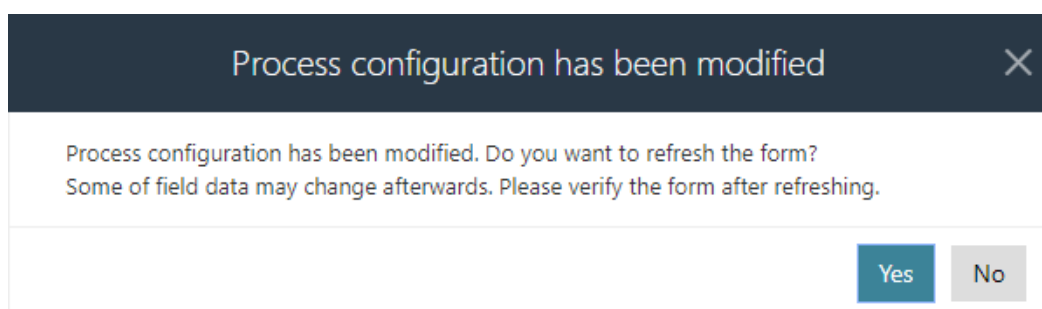 Process configuration has been modified
Process configuration has been modified. Do you want to refresh the form?
Some of field data may change afterwards. Please verify the form after refreshing.
Yes No